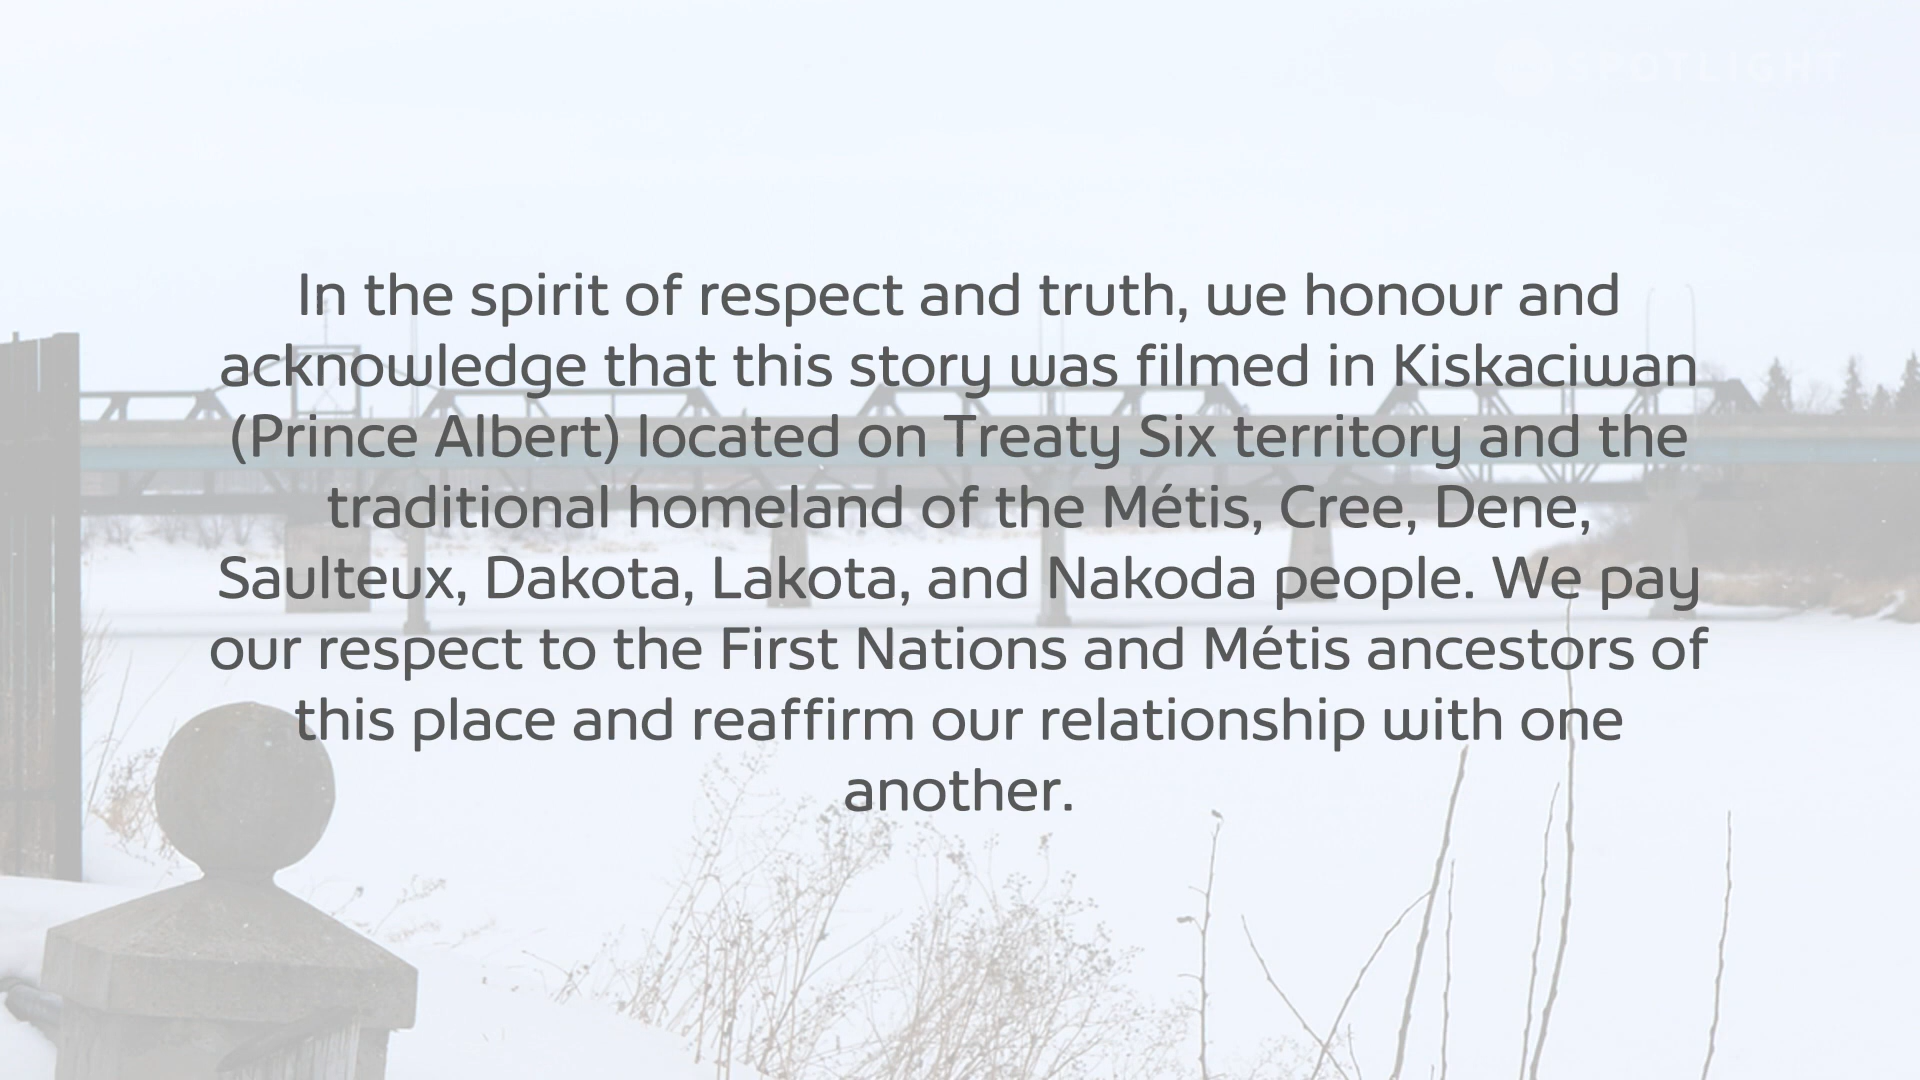 SPOTLIGHT
In the spirit of respect and truth, we honour and
acknowledge that this story was filmed in Kiskaciwan
(Prince Albert) located on Treaty Six territory and the
traditional homeland of the Métis, Cree, Dene,
Saulteux, Dakota, Lakota, and Nakoda people. We pay
our respect to the First Nations and Métis ancestors of
this place and reaffirm our relationship with one
another.